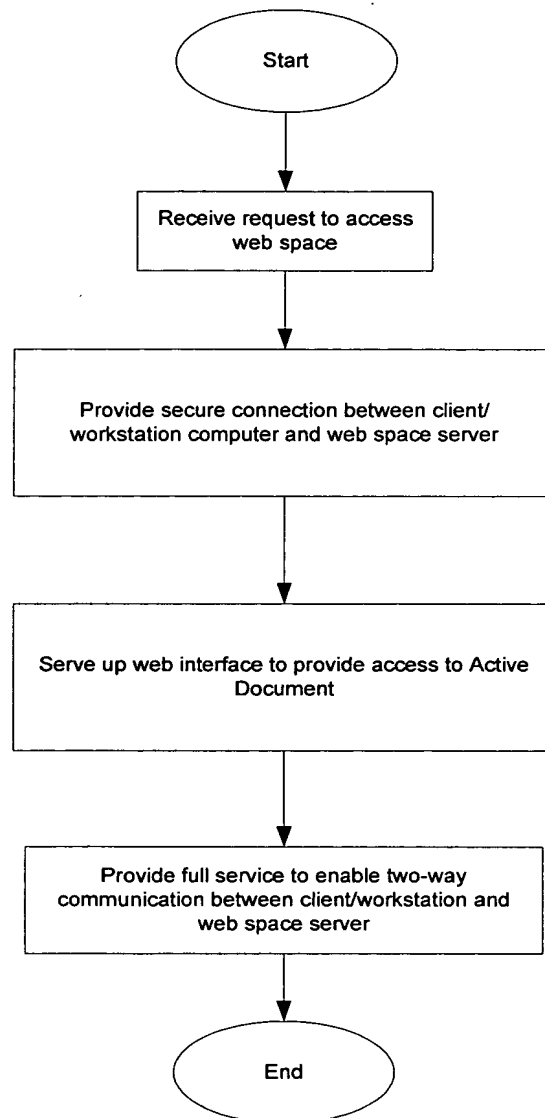 Start
Receive request to access
web space
Provide secure connection between client/
workstation computer and web space server
Serve up web interface to provide access to Active
Document
Provide full service to enable two-way
communication between client/workstation and
web space server
End